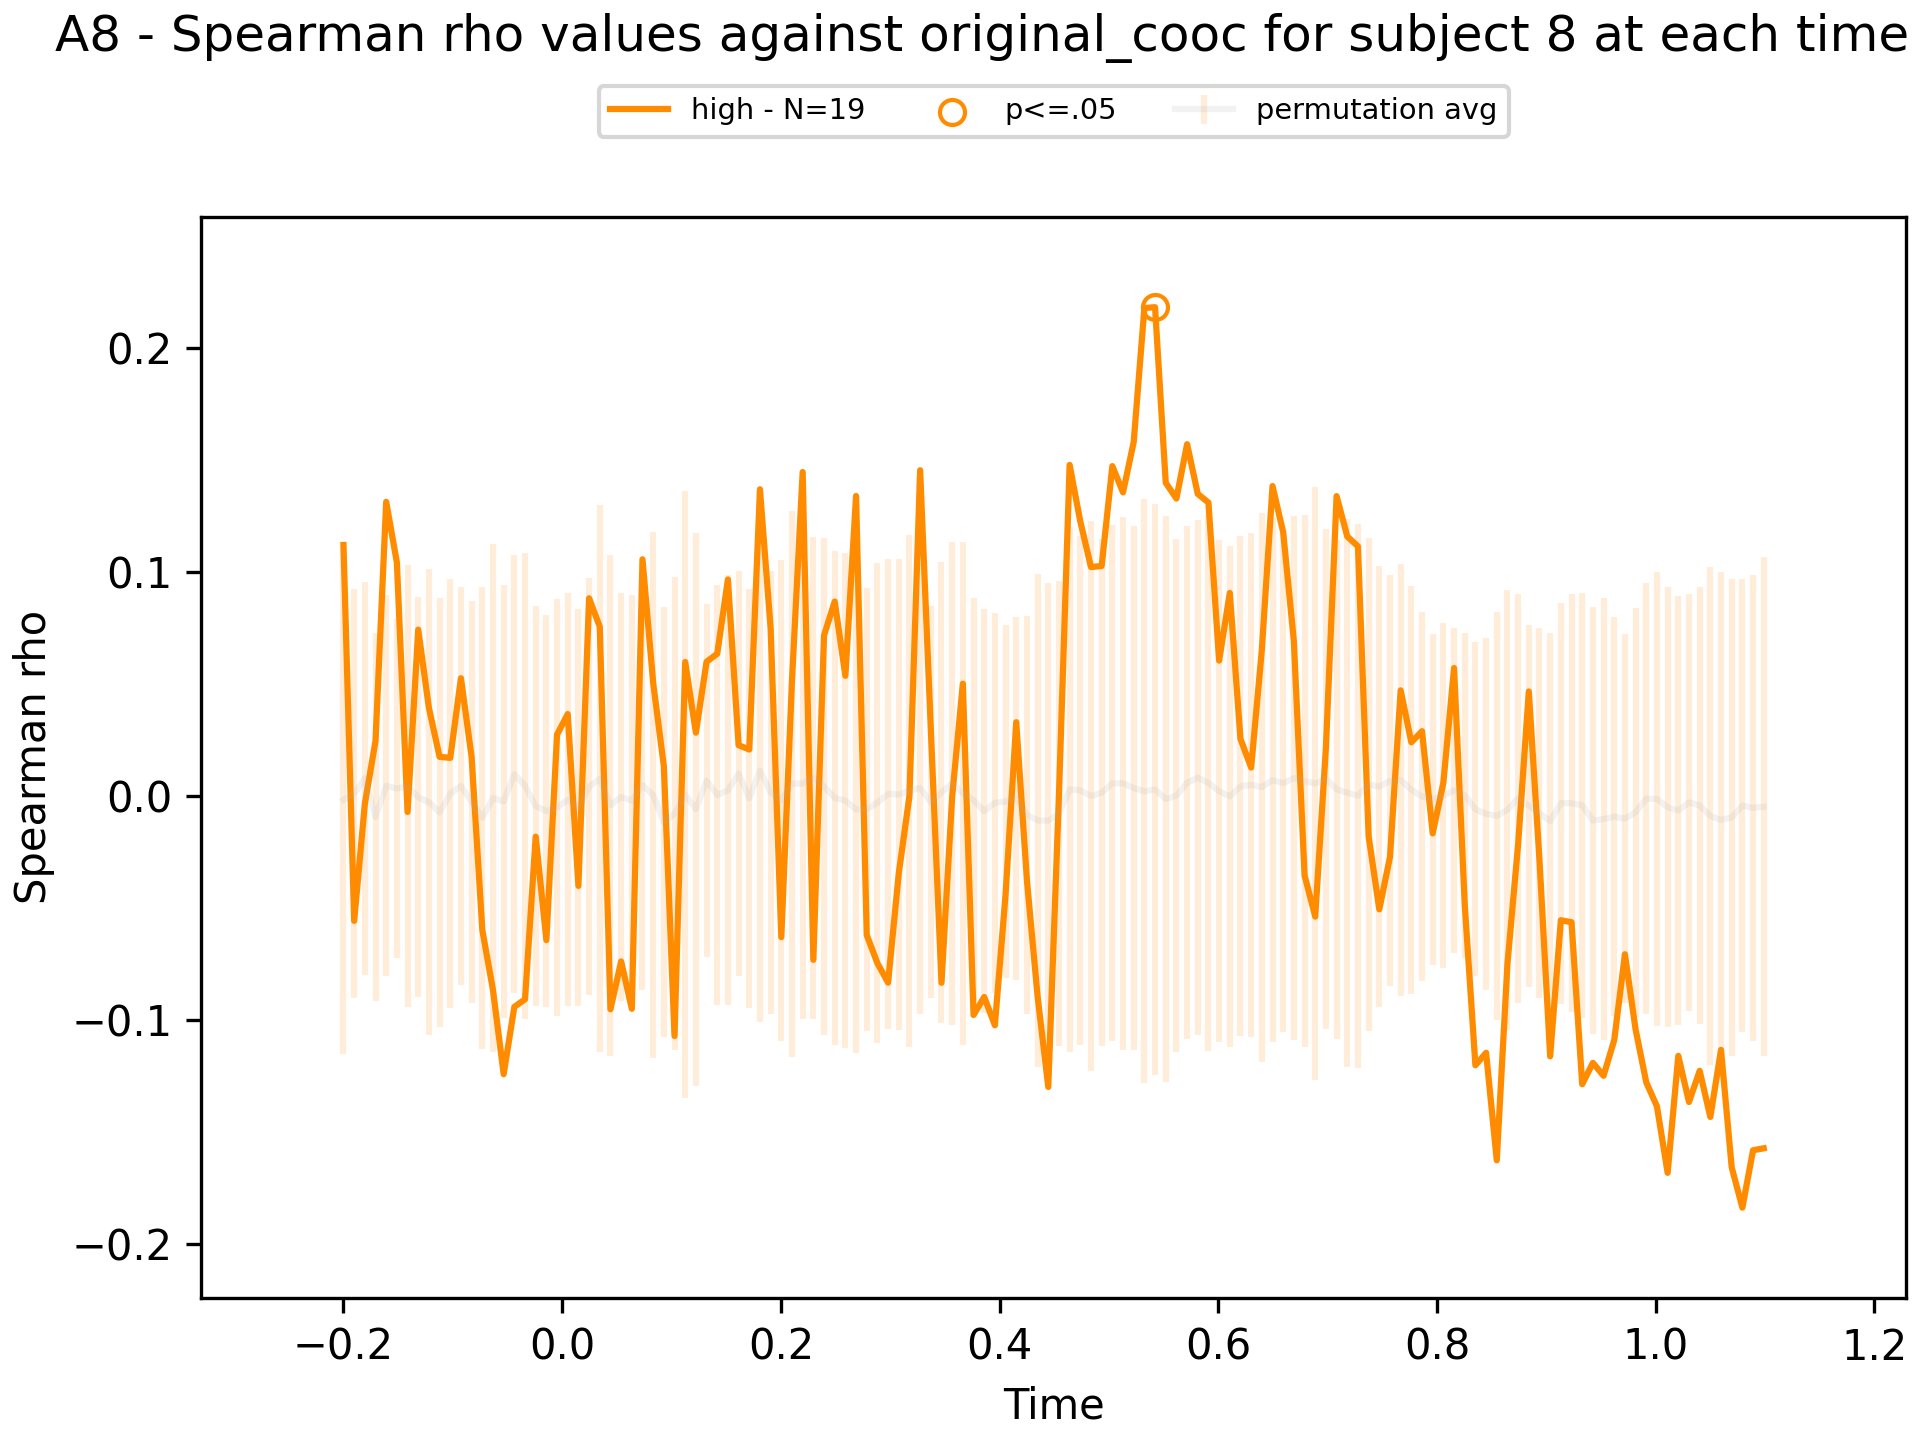 A8 - Spearman rho values against original_cooc for subject 8 at each time
high - N=19 p<=.05 permutation avg
0.2
0.1
0.0
−0.1
−0.2
Spearman rho
−0.2 0.0 0.2 0.4 0.6 0.8 1.0 1.2
Time